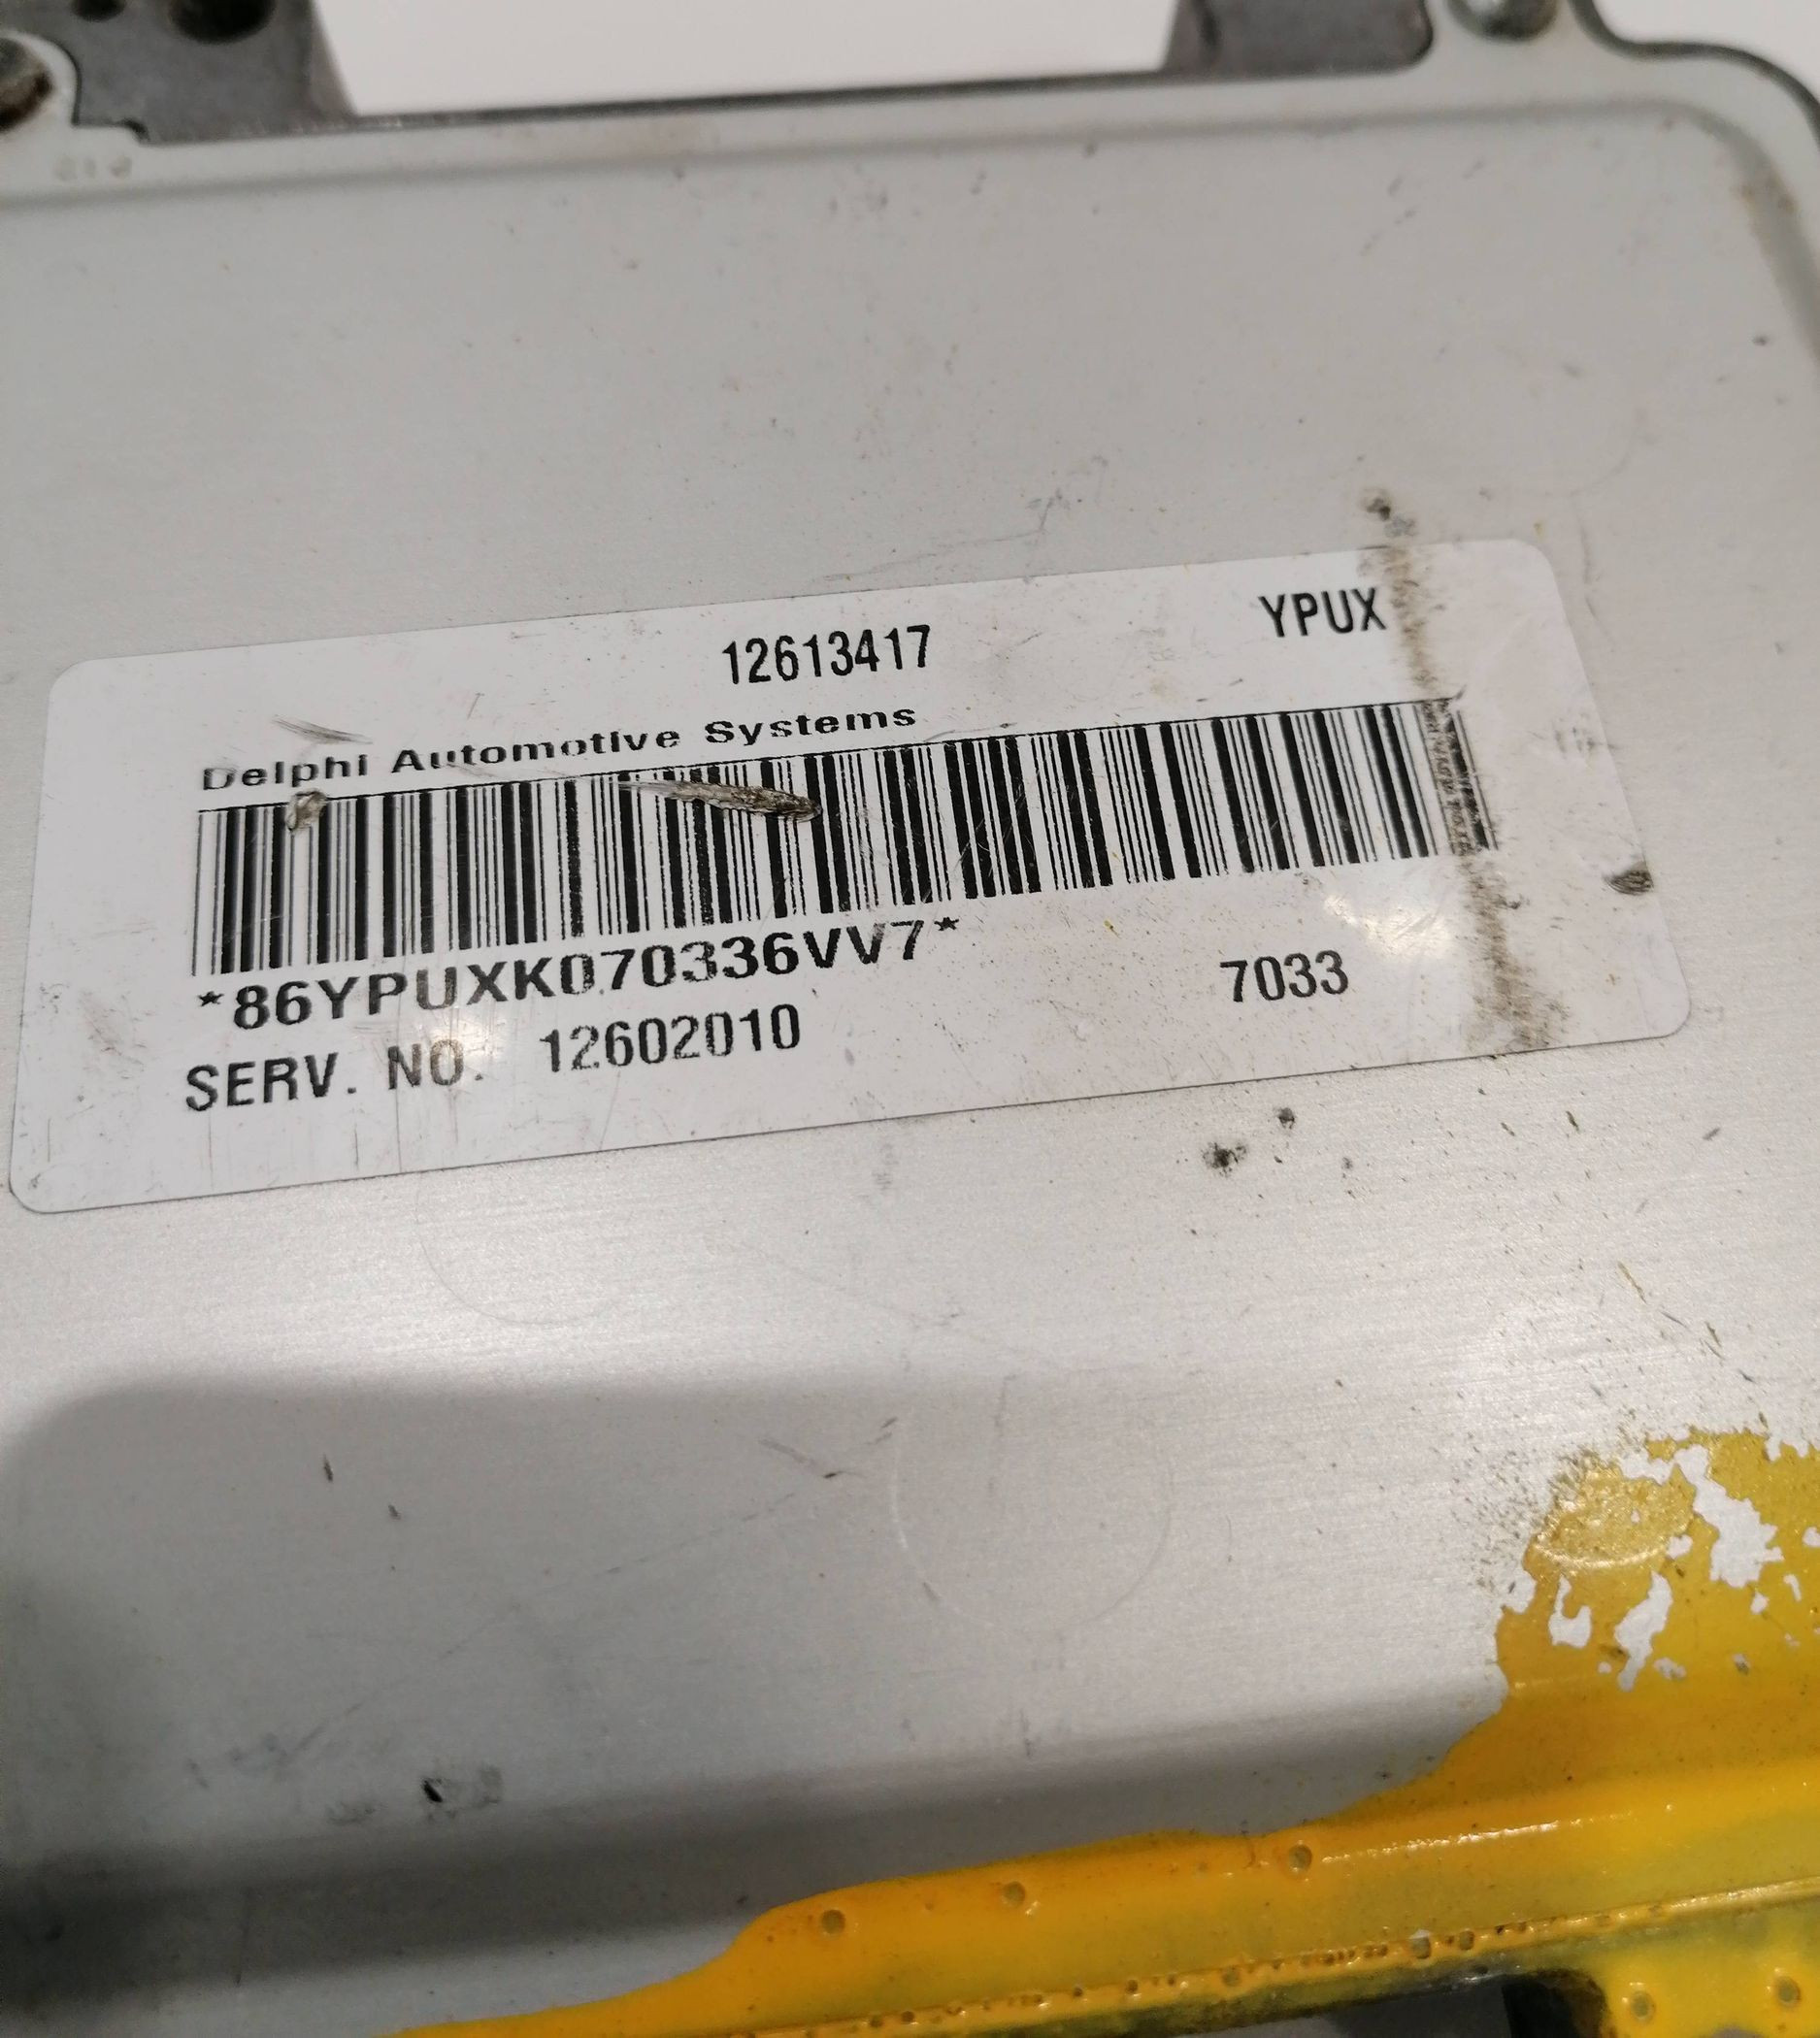 12613417 YPUX
Delphi Automotive Systems
*86YPUXK070336VV7*
SERV. NO. 12602010 7033